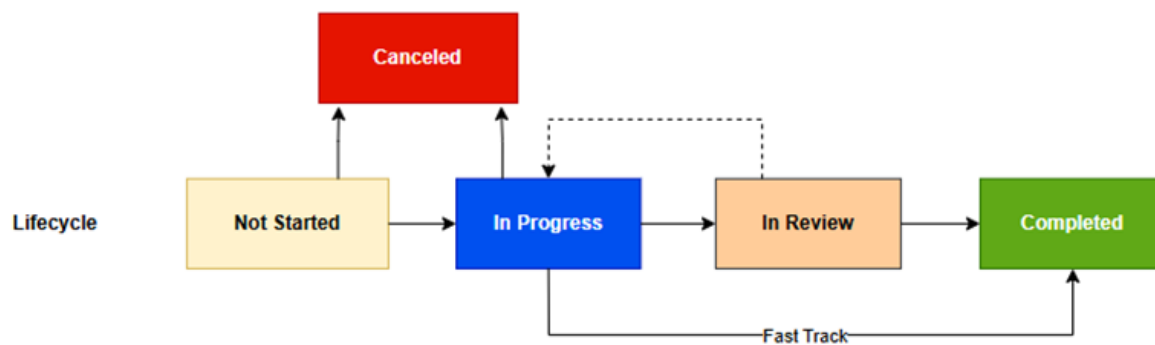 Canceled
Lifecycle
Not Started
In Progress
In Review
Completed
Fast Track